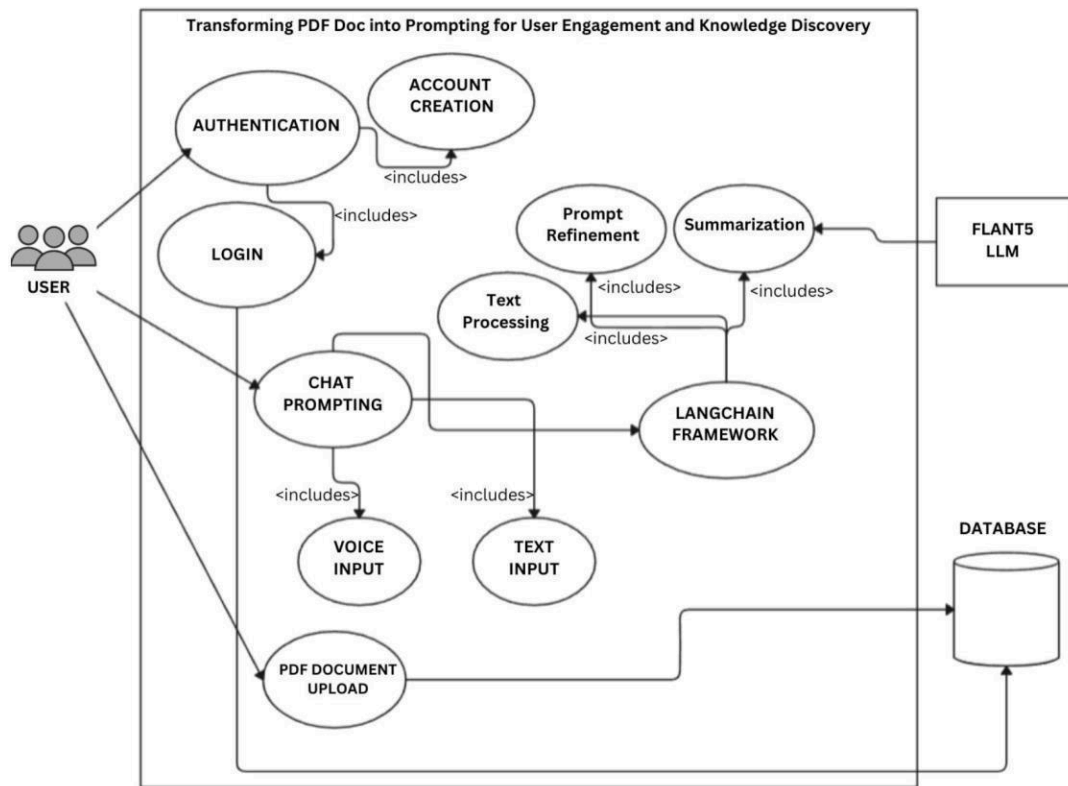 Transforming PDF Doc into Prompting for User Engagement and Knowledge Discovery
ACCOUNT
CREATION
AUTHENTICATION
<includes>
<includes>
LOGIN
USER
Prompt
Refinement
Summarization
FLANT5
LLM
<includes>
<includes>
Text
Processing
<includes>
CHAT
PROMPTING
LANGCHAIN
FRAMEWORK
<includes>
<includes>
VOICE
INPUT
TEXT
INPUT
DATABASE
PDF DOCUMENT
UPLOAD